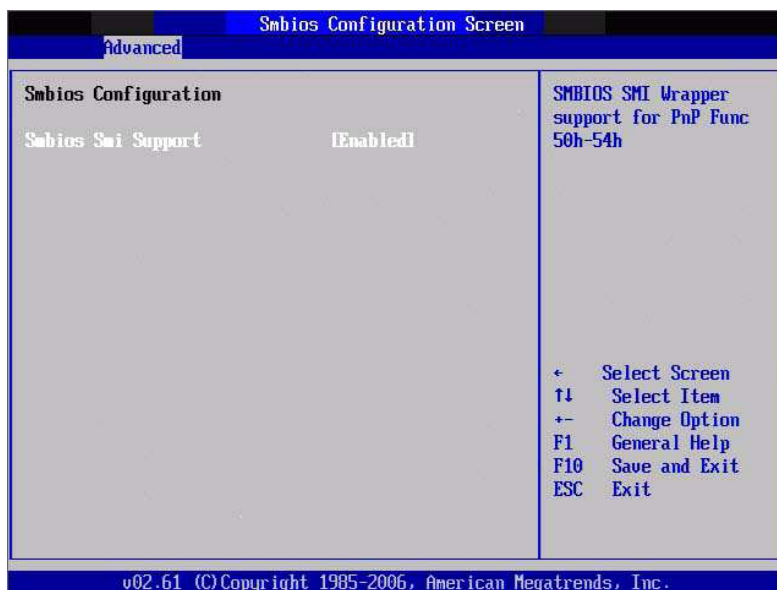 Smbios Configuration Screen
Advanced
Smbios Configuration
Smbios Smi Support [Enabled]
SMBIOS SMI Wrapper
support for PnP Func
50h-54h
← Select Screen
↑↓ Select Item
+- Change Option
F1 General Help
F10 Save and Exit
ESC Exit
v02.61 (C)Copyright 1985-2006, American Megatrends, Inc.